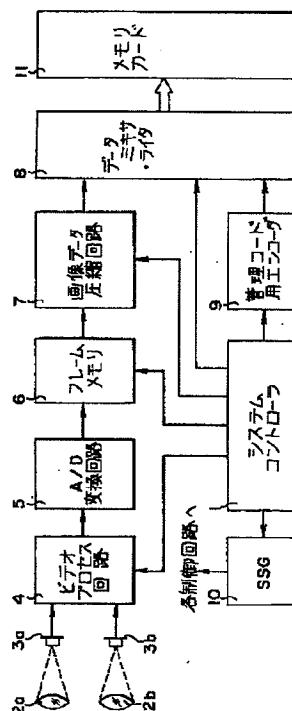 2a
3a
2b
3b
4
ビデオ
プロセス
回路
5
A/D
変換回路
6
フレーム
メモリ
7
画像データ
圧縮回路
8
データ
ミキサ
・ライタ
11
メモリ
カード
各制御回路へ
10
SSG
システム
コントローラ
9
管理コード
用エンコーダ